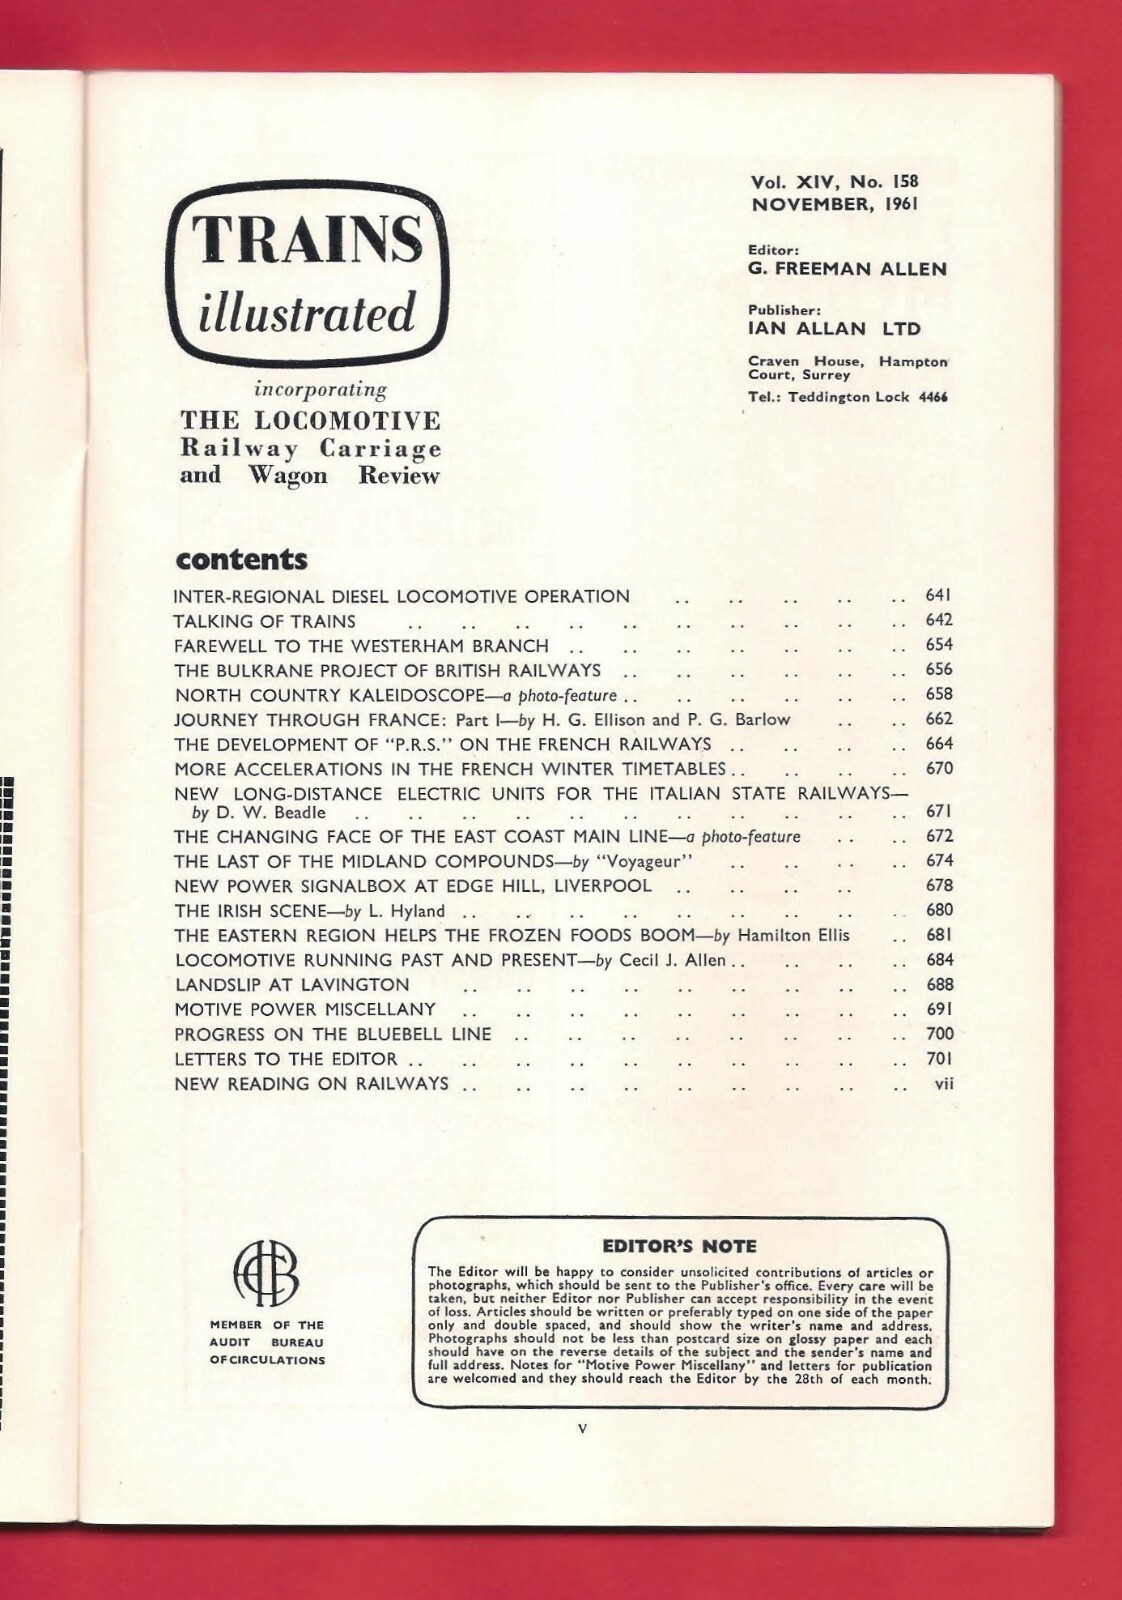 TRAINS
illustrated
incorporating
THE LOCOMOTIVE
Railway Carriage
and Wagon Review
Vol. XIV, No. 158
NOVEMBER, 1961
Editor:
G. FREEMAN ALLEN
Publisher:
IAN ALLAN LTD
Craven House, Hampton
Court, Surrey
Tel.: Teddington Lock 4466
contents
INTER-REGIONAL DIESEL LOCOMOTIVE OPERATION .. .. .. .. .. 641
TALKING OF TRAINS .. .. .. .. .. .. .. .. .. .. 642
FAREWELL TO THE WESTERHAM BRANCH .. .. .. .. .. .. .. 654
THE BULKRANE PROJECT OF BRITISH RAILWAYS .. .. .. .. .. .. 656
NORTH COUNTRY KALEIDOSCOPE—a photo-feature .. .. .. .. .. .. 658
JOURNEY THROUGH FRANCE: Part I—by H. G. Ellison and P. G. Barlow .. .. 662
THE DEVELOPMENT OF "P.R.S." ON THE FRENCH RAILWAYS .. .. .. .. 664
MORE ACCELERATIONS IN THE FRENCH WINTER TIMETABLES .. .. .. .. 670
NEW LONG-DISTANCE ELECTRIC UNITS FOR THE ITALIAN STATE RAILWAYS—
by D. W. Beadle .. .. .. .. .. .. .. .. .. .. .. 671
THE CHANGING FACE OF THE EAST COAST MAIN LINE—a photo-feature .. .. 672
THE LAST OF THE MIDLAND COMPOUNDS—by "Voyageur" .. .. .. .. 674
NEW POWER SIGNALBOX AT EDGE HILL, LIVERPOOL .. .. .. .. 678
THE IRISH SCENE—by L. Hyland .. .. .. .. .. .. .. .. .. 680
THE EASTERN REGION HELPS THE FROZEN FOODS BOOM—by Hamilton Ellis .. 681
LOCOMOTIVE RUNNING PAST AND PRESENT—by Cecil J. Allen .. .. .. .. 684
LANDSLIP AT LAVINGTON .. .. .. .. .. .. .. .. .. 688
MOTIVE POWER MISCELLANY .. .. .. .. .. .. .. .. .. 691
PROGRESS ON THE BLUEBELL LINE .. .. .. .. .. .. .. .. 700
LETTERS TO THE EDITOR .. .. .. .. .. .. .. .. .. .. 701
NEW READING ON RAILWAYS .. .. .. .. .. .. .. .. .. vii
ABC
MEMBER OF THE
AUDIT BUREAU
OF CIRCULATIONS
EDITOR'S NOTE
The Editor will be happy to consider unsolicited contributions of articles or
photographs, which should be sent to the Publisher's office. Every care will be
taken, but neither Editor nor Publisher can accept responsibility in the event
of loss. Articles should be written or preferably typed on one side of the paper
only and double spaced, and should show the writer's name and address.
Photographs should not be less than postcard size on glossy paper and each
should have on the reverse details of the subject and the sender's name and
full address. Notes for "Motive Power Miscellany" and letters for publication
are welcomed and they should reach the Editor by the 28th of each month.
v